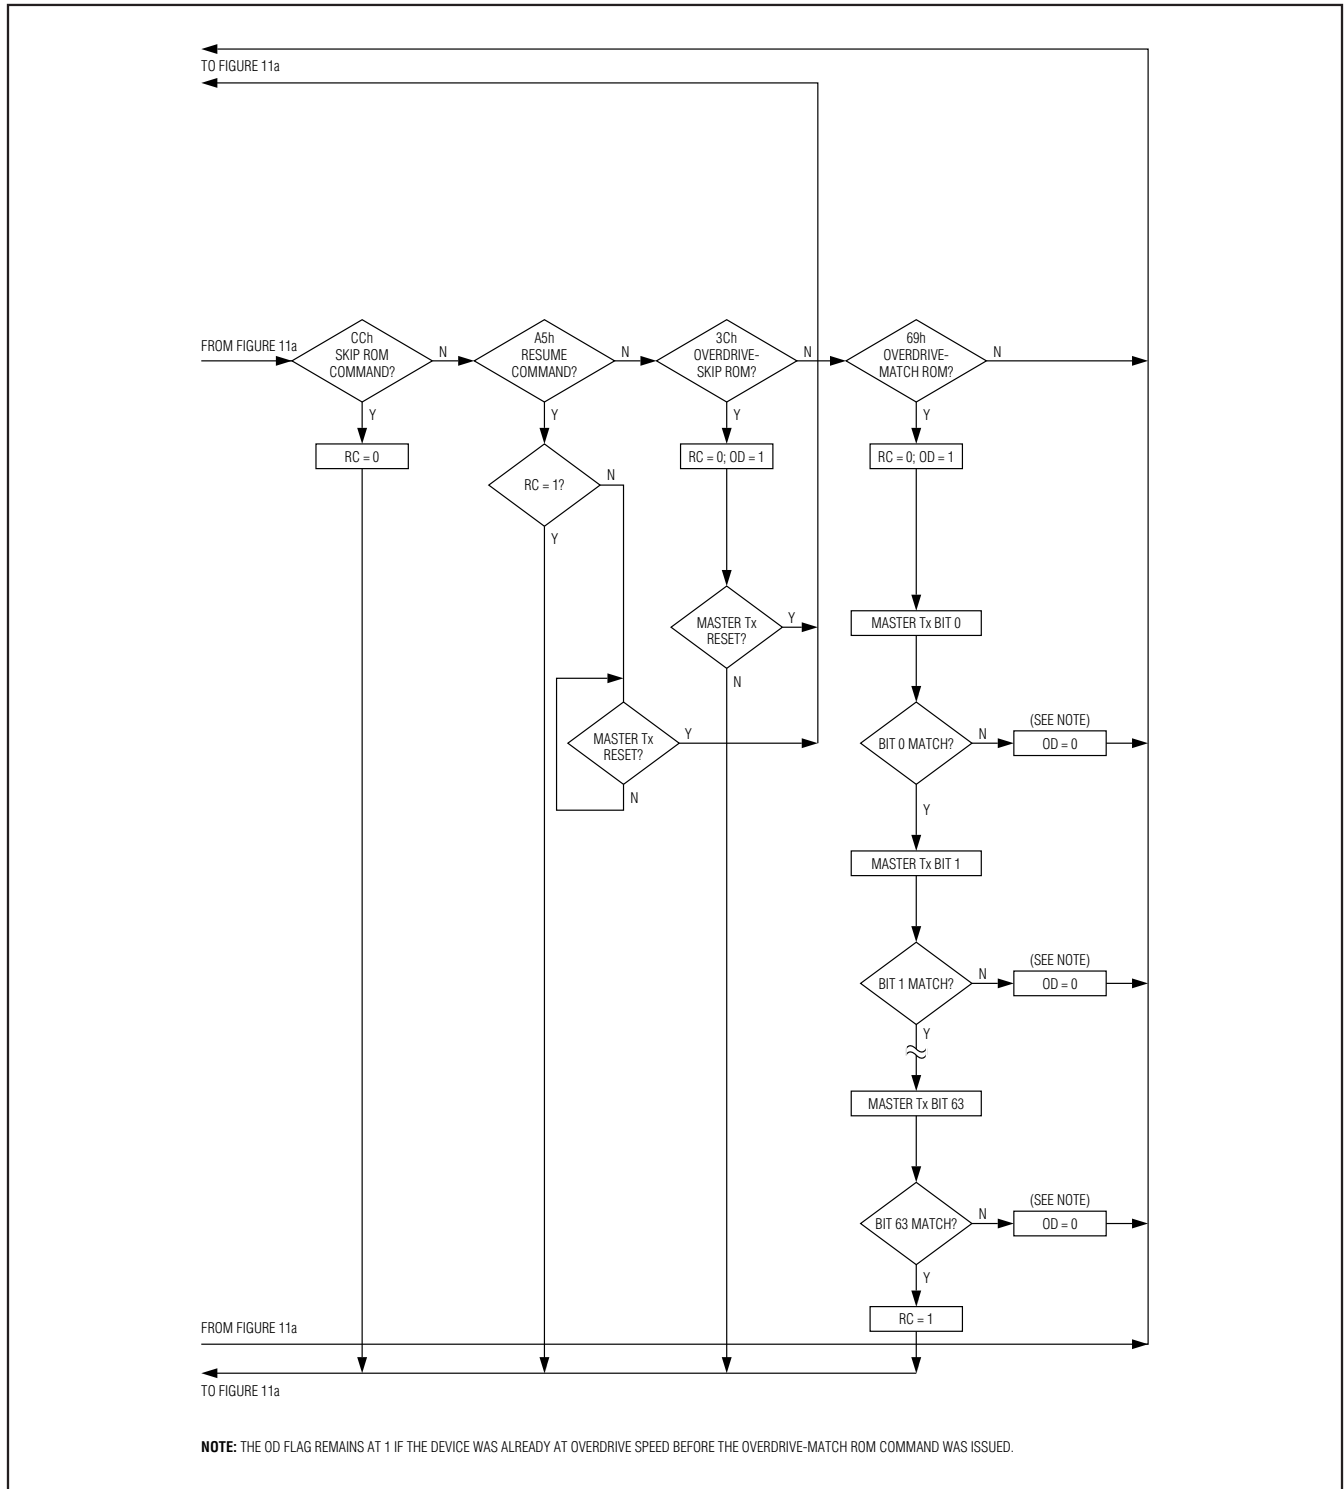 TO FIGURE 11a
FROM FIGURE 11a
CCh
SKIP ROM
COMMAND?
N
A5h
RESUME
COMMAND?
N
3Ch
OVERDRIVE-
SKIP ROM?
N
69h
OVERDRIVE-
MATCH ROM?
N
Y
Y
Y
Y
RC = 0
RC = 1?
N
Y
RC = 0; OD = 1
RC = 0; OD = 1
MASTER Tx
RESET?
Y
N
MASTER Tx BIT 0
MASTER Tx
RESET?
Y
N
BIT 0 MATCH?
N
(SEE NOTE)
OD = 0
Y
MASTER Tx BIT 1
BIT 1 MATCH?
N
(SEE NOTE)
OD = 0
Y
MASTER Tx BIT 63
BIT 63 MATCH?
N
(SEE NOTE)
OD = 0
Y
RC = 1
FROM FIGURE 11a
TO FIGURE 11a
NOTE: THE OD FLAG REMAINS AT 1 IF THE DEVICE WAS ALREADY AT OVERDRIVE SPEED BEFORE THE OVERDRIVE-MATCH ROM COMMAND WAS ISSUED.